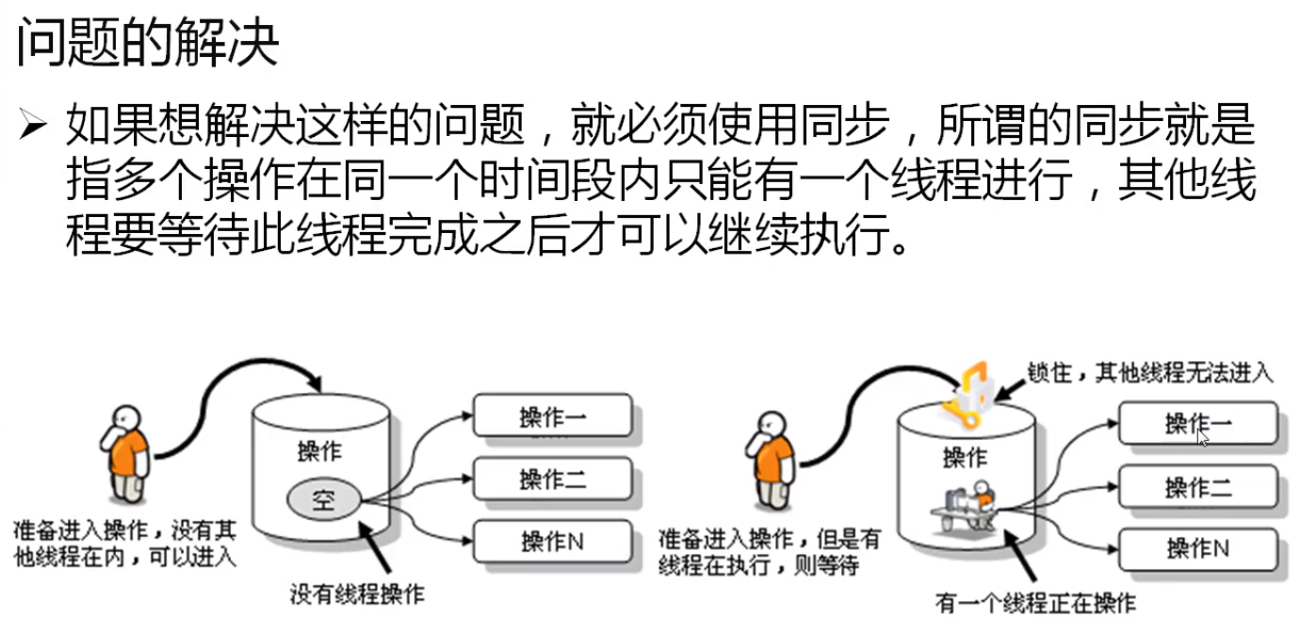 问题的解决
如果想解决这样的问题，就必须使用同步，所谓的同步就是
指多个操作在同一个时间段内只能有一个线程进行，其他线
程要等待此线程完成之后才可以继续执行。
操作
空
操作一
操作二
操作N
准备进入操作，没有其
他线程在内，可以进入
没有线程操作
锁住，其他线程无法进入
操作
操作一
操作二
操作N
准备进入操作，但是有
线程在执行，则等待
有一个线程正在操作